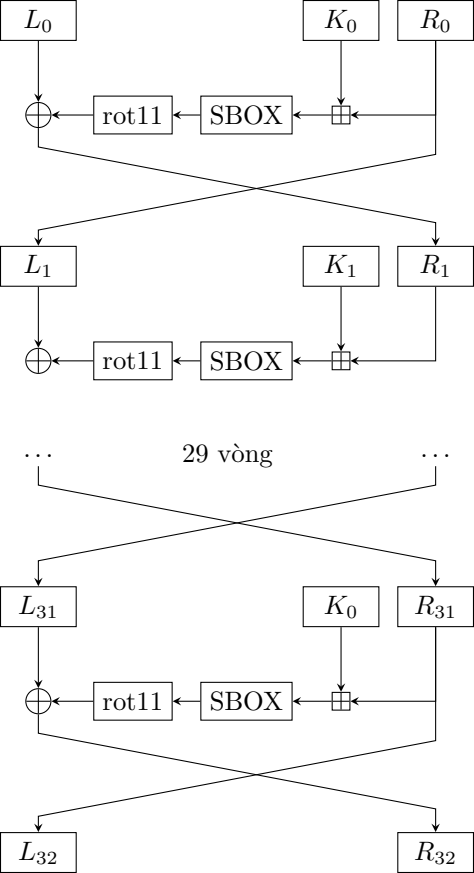 L0 K0 R0
rot11 SBOX
L1 K1 R1
rot11 SBOX
... 29 vòng ...
L31 K0 R31
rot11 SBOX
L32 R32